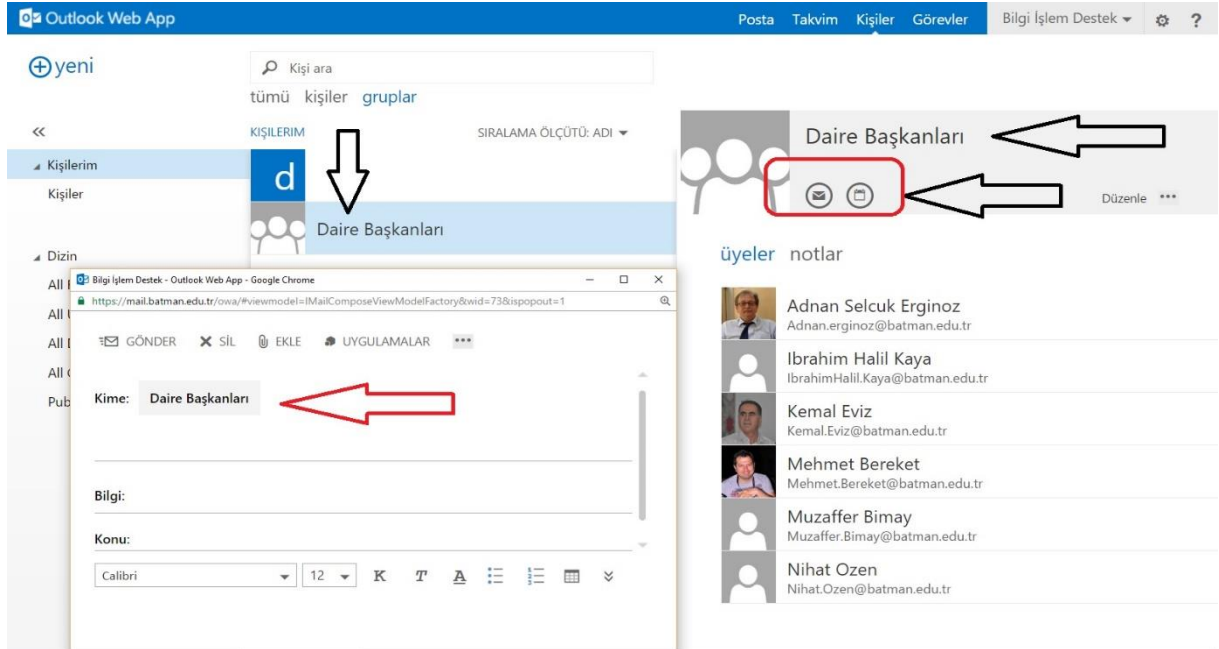 Outlook Web App
Posta Takvim Kişiler Görevler Bilgi İşlem Destek ?
yeni
Kişi ara
tümü kişiler gruplar
KIŞILERIM SIRALAMA ÖLÇÜTÜ: ADI
Kişilerim
Kişiler
Dizin
All
All
All
All
Pub
d
Daire Başkanları
Bilgi İşlem Destek - Outlook Web App - Google Chrome
https://mail.batman.edu.tr/owa/#viewmodel=IMailComposeViewModelFactory&wid=73&ispopout=1
GÖNDER SİL EKLE UYGULAMALAR
Kime: Daire Başkanları
Bilgi:
Konu:
Calibri 12 K T A
Daire Başkanları
Düzenle
üyeler notlar
Adnan Selcuk Erginoz
Adnan.erginoz@batman.edu.tr
Ibrahim Halil Kaya
IbrahimHalil.Kaya@batman.edu.tr
Kemal Eviz
Kemal.Eviz@batman.edu.tr
Mehmet Bereket
Mehmet.Bereket@batman.edu.tr
Muzaffer Bimay
Muzaffer.Bimay@batman.edu.tr
Nihat Ozen
Nihat.Ozen@batman.edu.tr